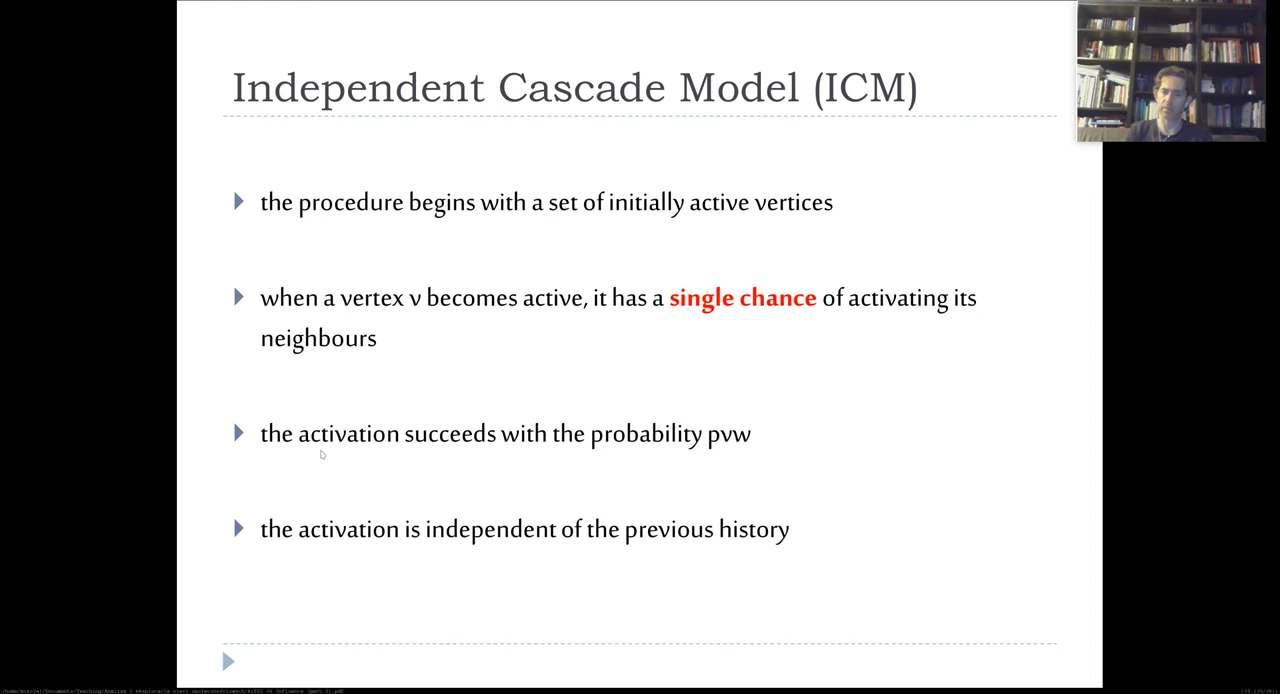 Independent Cascade Model (ICM)
the procedure begins with a set of initially active vertices
when a vertex v becomes active, it has a single chance of activating its
neighbours
the activation succeeds with the probability pvw
the activation is independent of the previous history